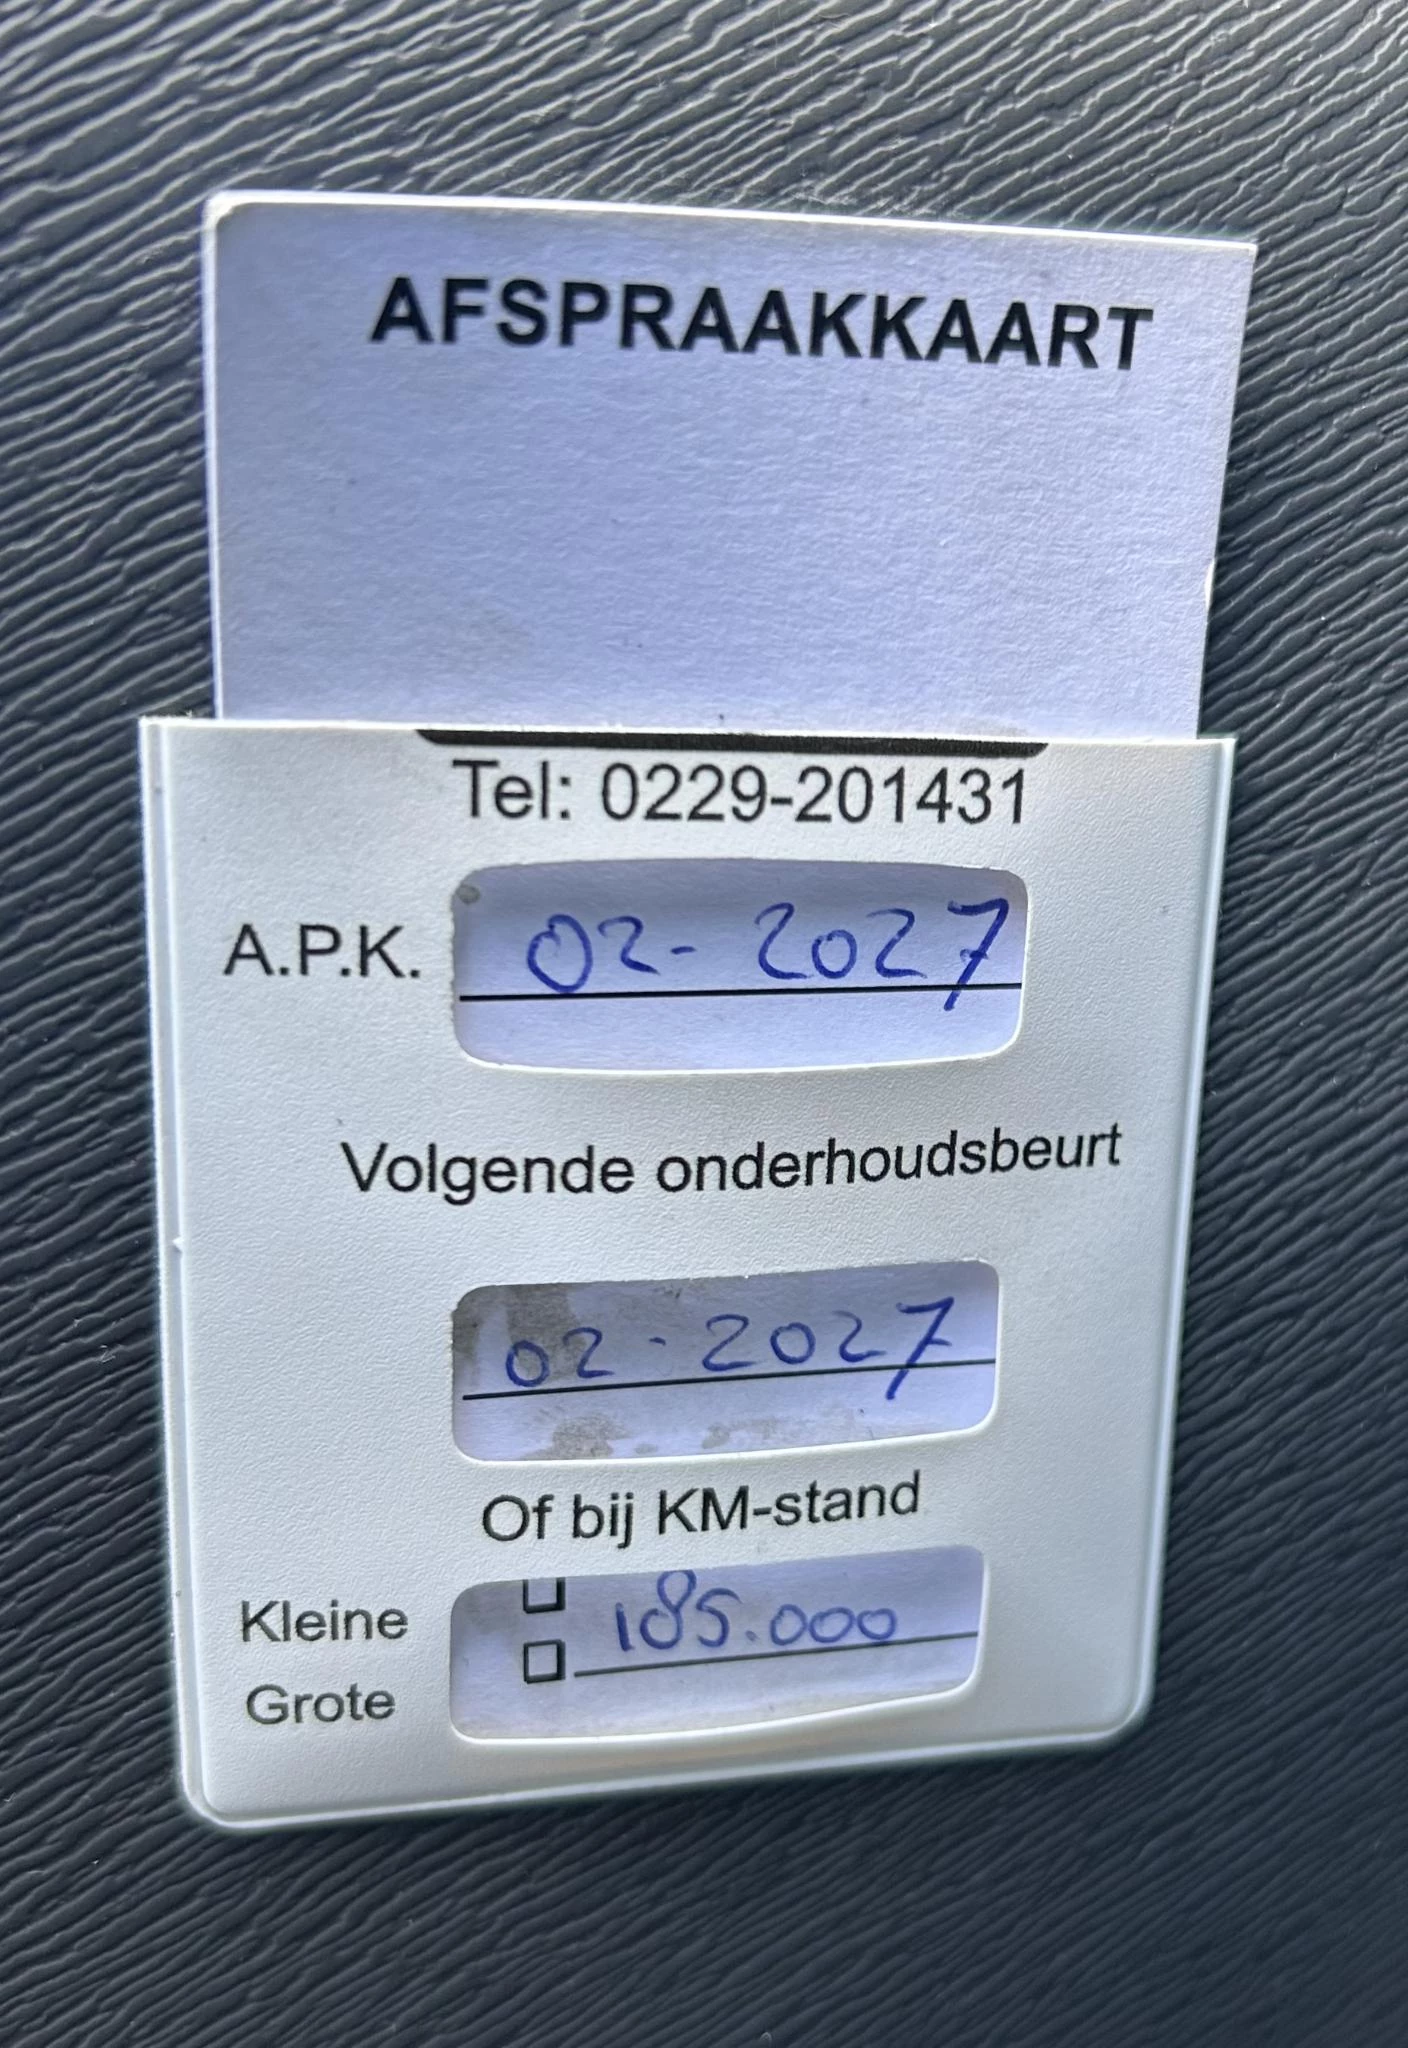 AFSPRAAKKAART
Tel: 0229-201431
A.P.K. 02-2027
Volgende onderhoudsbeurt
02-2027
Of bij KM-stand
Kleine 185.000
Grote